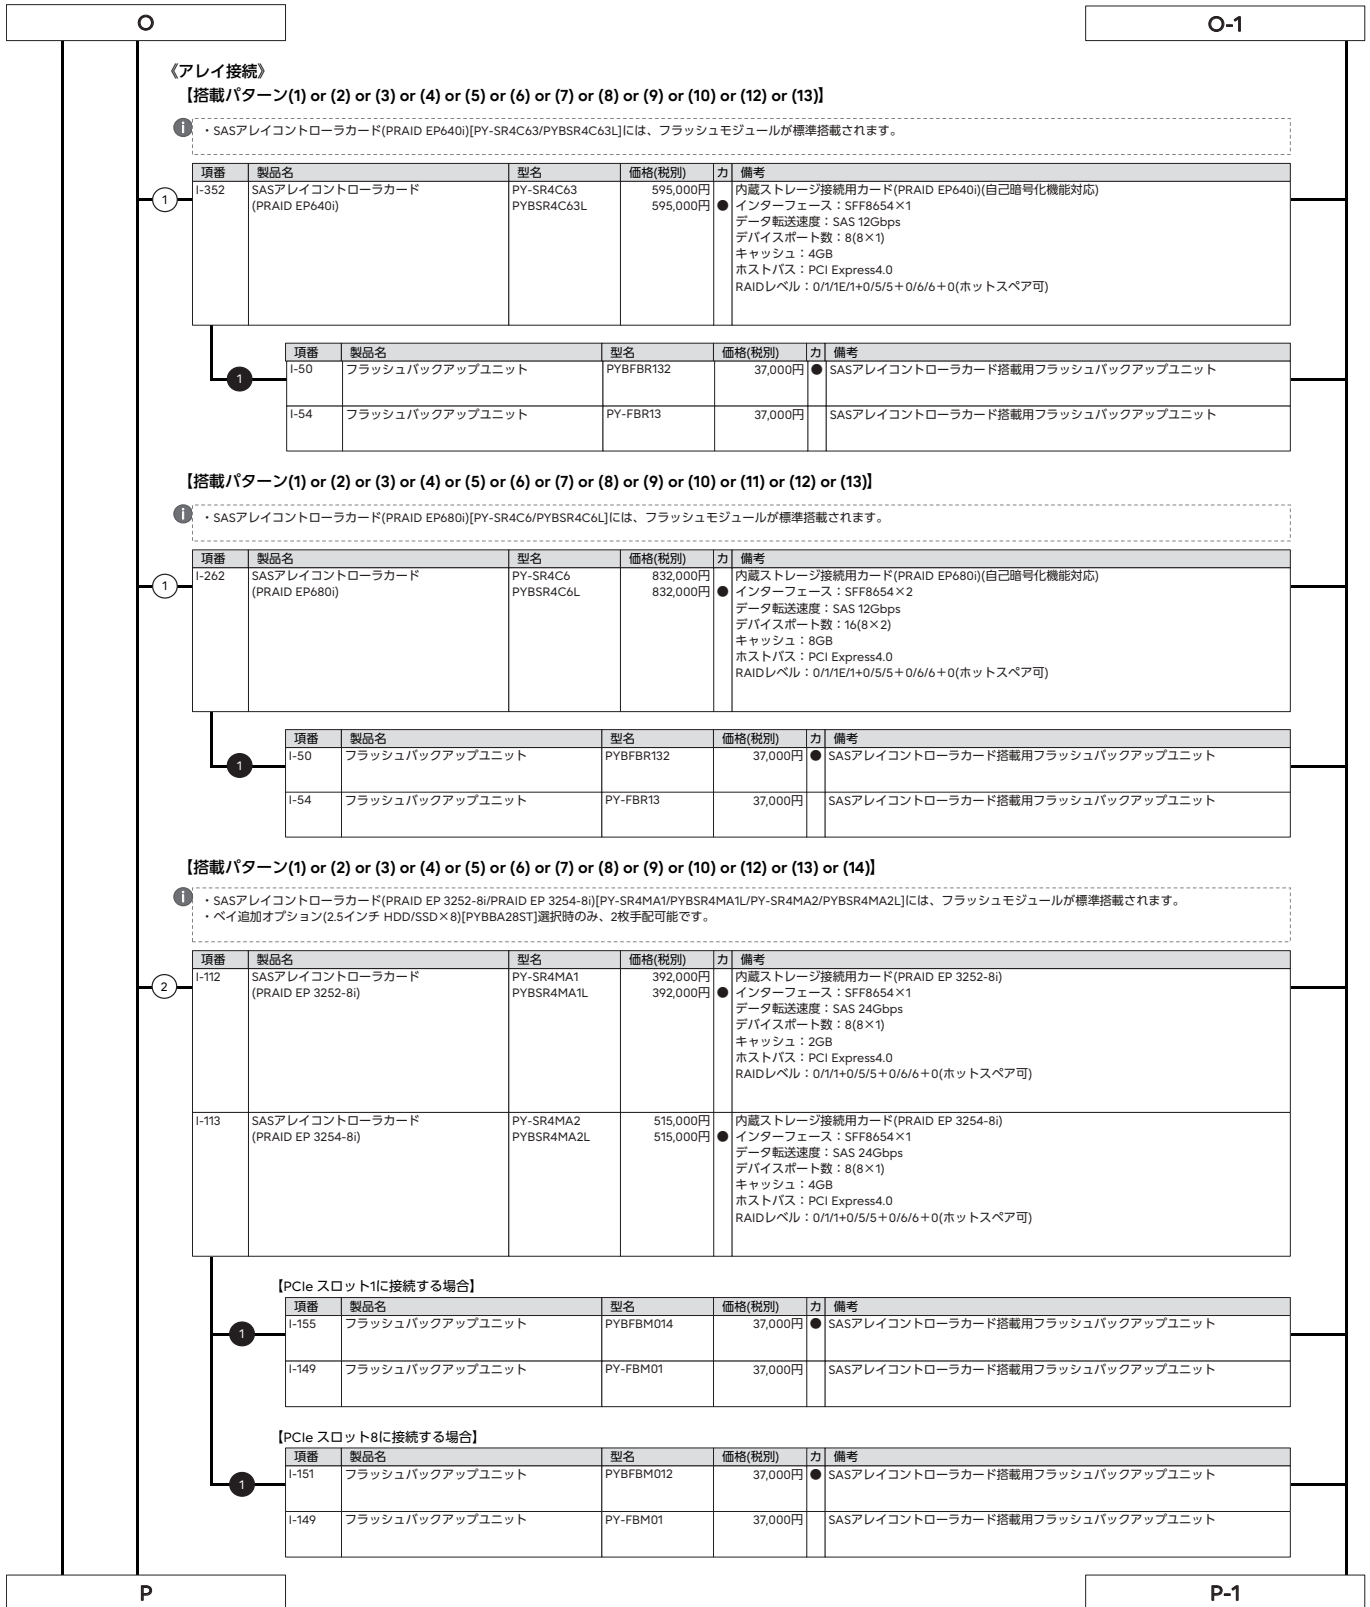 O
O-1
《アレイ接続》
【搭載パターン(1) or (2) or (3) or (4) or (5) or (6) or (7) or (8) or (9) or (10) or (12) or (13)】
・SASアレイコントローラカード(PRAID EP640i)[PY-SR4C63/PYBSR4C63L]には、フラッシュモジュールが標準搭載されます。
項番 製品名 型名 価格(税別) カ 備考
1
I-352 SASアレイコントローラカード PY-SR4C63 595,000円 内蔵ストレージ接続用カード(PRAID EP640i)(自己暗号化機能対応)
(PRAID EP640i) PYBSR4C63L 595,000円 ● インターフェース：SFF8654×1
データ転送速度：SAS 12Gbps
デバイスポート数：8(8×1)
キャッシュ：4GB
ホストバス：PCI Express4.0
RAIDレベル：0/1/1E/1+0/5/5＋0/6/6＋0(ホットスペア可)
項番 製品名 型名 価格(税別) カ 備考
1
I-50 フラッシュバックアップユニット PYBFBR132 37,000円 ● SASアレイコントローラカード搭載用フラッシュバックアップユニット
I-54 フラッシュバックアップユニット PY-FBR13 37,000円 SASアレイコントローラカード搭載用フラッシュバックアップユニット
【搭載パターン(1) or (2) or (3) or (4) or (5) or (6) or (7) or (8) or (9) or (10) or (11) or (12) or (13)】
・SASアレイコントローラカード(PRAID EP680i)[PY-SR4C6/PYBSR4C6L]には、フラッシュモジュールが標準搭載されます。
項番 製品名 型名 価格(税別) カ 備考
1
I-262 SASアレイコントローラカード PY-SR4C6 832,000円 内蔵ストレージ接続用カード(PRAID EP680i)(自己暗号化機能対応)
(PRAID EP680i) PYBSR4C6L 832,000円 ● インターフェース：SFF8654×2
データ転送速度：SAS 12Gbps
デバイスポート数：16(8×2)
キャッシュ：8GB
ホストバス：PCI Express4.0
RAIDレベル：0/1/1E/1+0/5/5＋0/6/6＋0(ホットスペア可)
項番 製品名 型名 価格(税別) カ 備考
1
I-50 フラッシュバックアップユニット PYBFBR132 37,000円 ● SASアレイコントローラカード搭載用フラッシュバックアップユニット
I-54 フラッシュバックアップユニット PY-FBR13 37,000円 SASアレイコントローラカード搭載用フラッシュバックアップユニット
【搭載パターン(1) or (2) or (3) or (4) or (5) or (6) or (7) or (8) or (9) or (10) or (12) or (13) or (14)】
・SASアレイコントローラカード(PRAID EP 3252-8i/PRAID EP 3254-8i)[PY-SR4MA1/PYBSR4MA1L/PY-SR4MA2/PYBSR4MA2L]には、フラッシュモジュールが標準搭載されます。
・ベイ追加オプション(2.5インチ HDD/SSD×8)[PYBBA28ST]選択時のみ、2枚手配可能です。
項番 製品名 型名 価格(税別) カ 備考
2
I-112 SASアレイコントローラカード PY-SR4MA1 392,000円 内蔵ストレージ接続用カード(PRAID EP 3252-8i)
(PRAID EP 3252-8i) PYBSR4MA1L 392,000円 ● インターフェース：SFF8654×1
データ転送速度：SAS 24Gbps
デバイスポート数：8(8×1)
キャッシュ：2GB
ホストバス：PCI Express4.0
RAIDレベル：0/1/1+0/5/5＋0/6/6＋0(ホットスペア可)
I-113 SASアレイコントローラカード PY-SR4MA2 515,000円 内蔵ストレージ接続用カード(PRAID EP 3254-8i)
(PRAID EP 3254-8i) PYBSR4MA2L 515,000円 ● インターフェース：SFF8654×1
データ転送速度：SAS 24Gbps
デバイスポート数：8(8×1)
キャッシュ：4GB
ホストバス：PCI Express4.0
RAIDレベル：0/1/1+0/5/5＋0/6/6＋0(ホットスペア可)
【PCIe スロット1に接続する場合】
項番 製品名 型名 価格(税別) カ 備考
1
I-155 フラッシュバックアップユニット PYBFBM014 37,000円 ● SASアレイコントローラカード搭載用フラッシュバックアップユニット
I-149 フラッシュバックアップユニット PY-FBM01 37,000円 SASアレイコントローラカード搭載用フラッシュバックアップユニット
【PCIe スロット8に接続する場合】
項番 製品名 型名 価格(税別) カ 備考
1
I-151 フラッシュバックアップユニット PYBFBM012 37,000円 ● SASアレイコントローラカード搭載用フラッシュバックアップユニット
I-149 フラッシュバックアップユニット PY-FBM01 37,000円 SASアレイコントローラカード搭載用フラッシュバックアップユニット
P
P-1